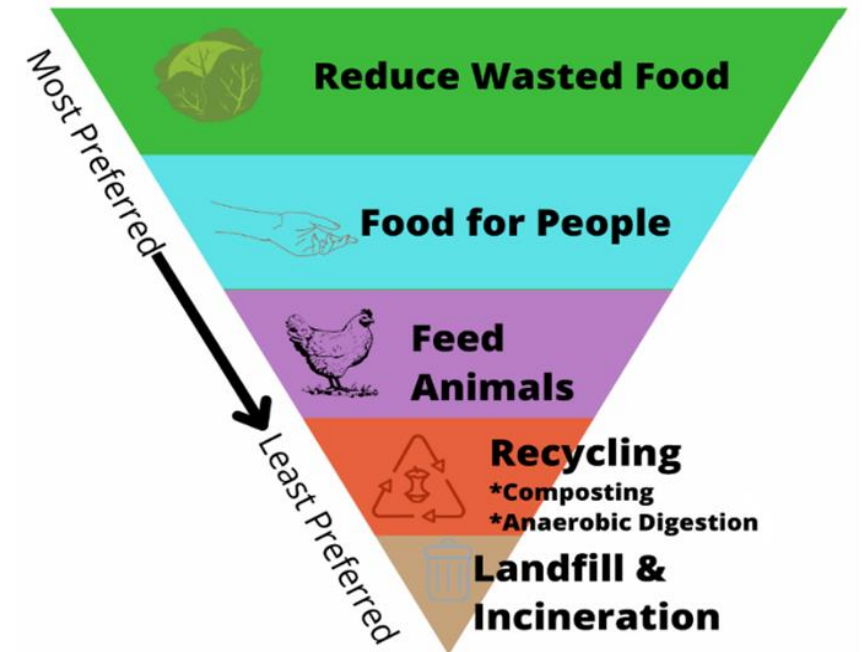 Most Preferred
Reduce Wasted Food
Food for People
Feed
Animals
Recycling
*Composting
*Anaerobic Digestion
Least Preferred
Landfill &
Incineration